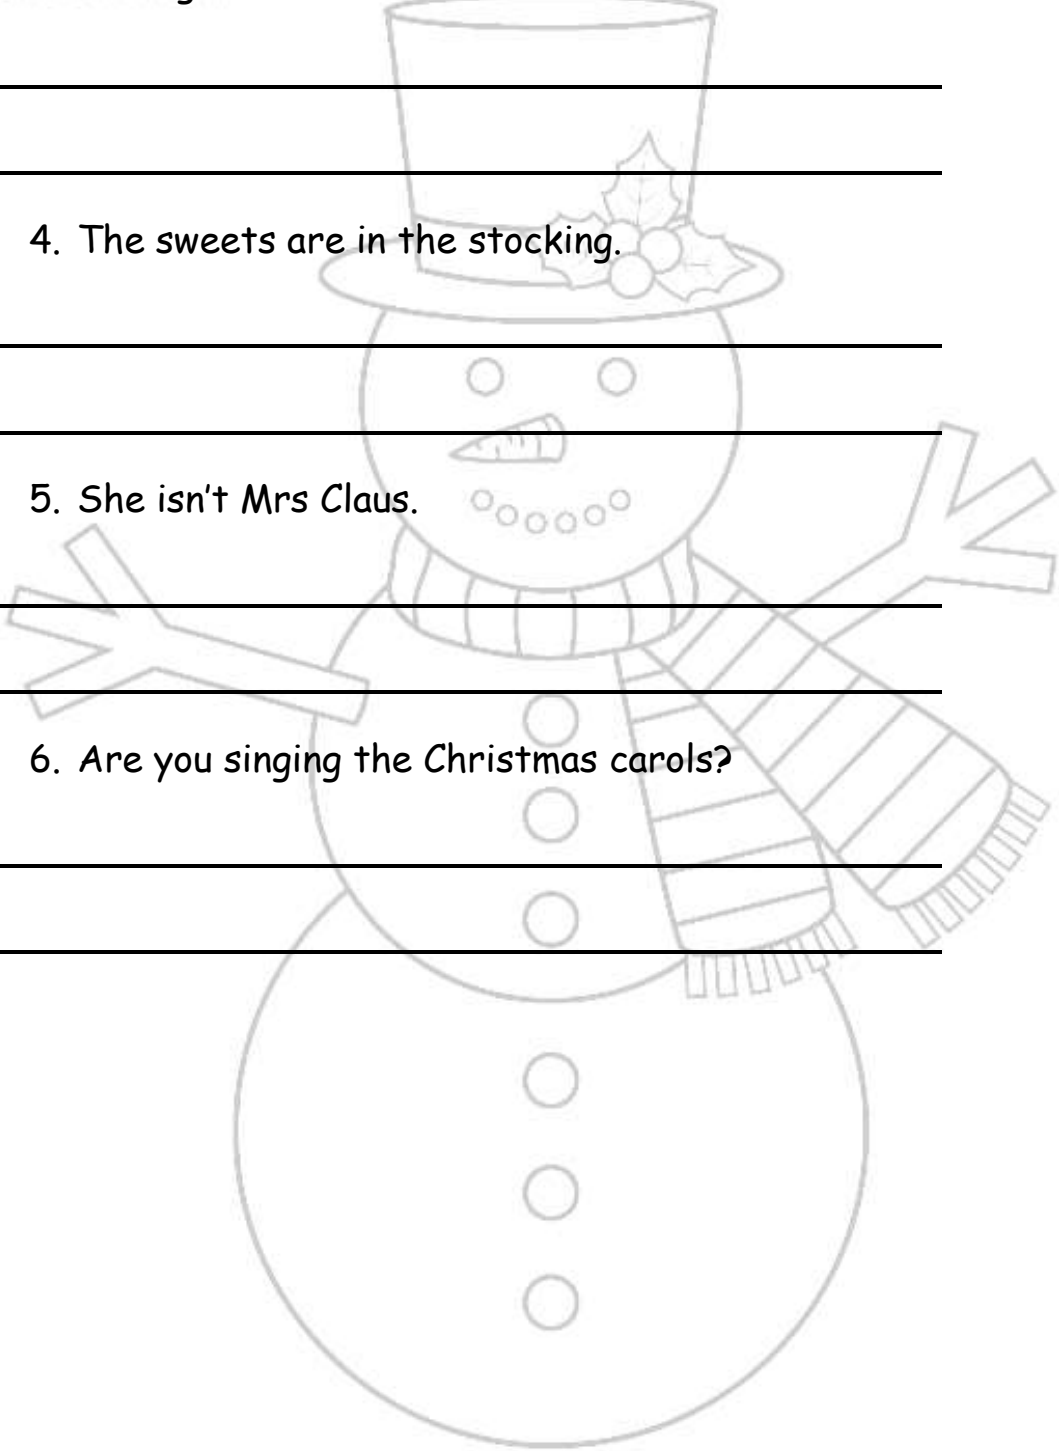 4. The sweets are in the stocking.
5. She isn't Mrs Claus.
6. Are you singing the Christmas carols?